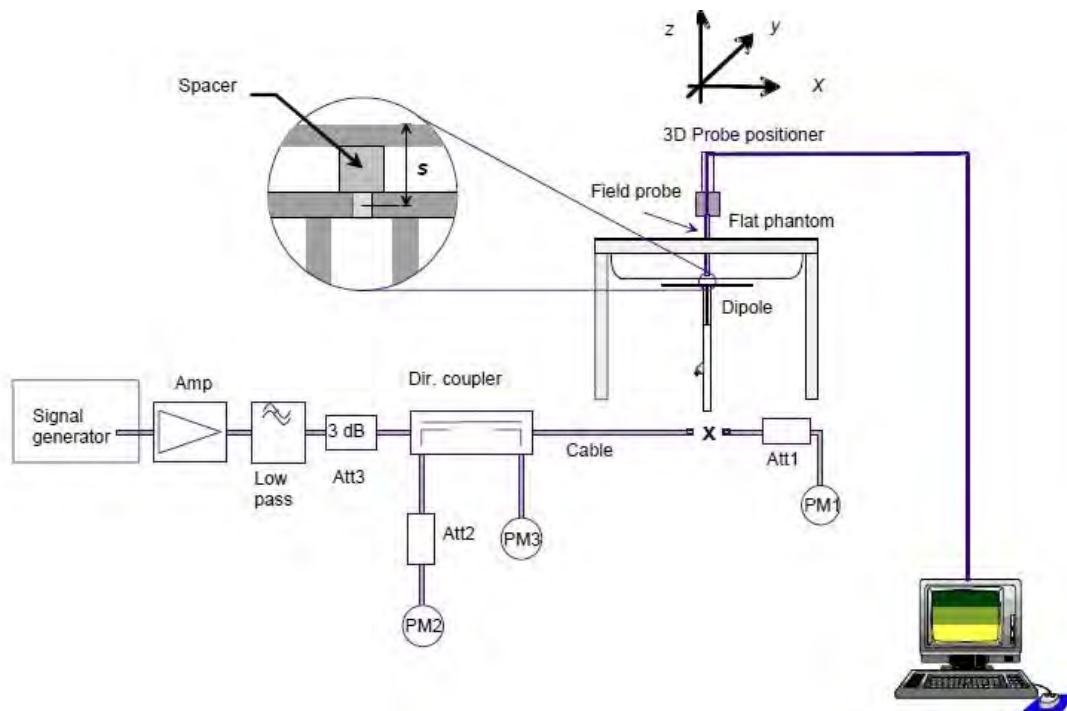 z
y
x
Spacer
s
3D Probe positioner
Field probe
Flat phantom
Dipole
Signal
generator
Amp
Low
pass
3 dB
Att3
Dir. coupler
Cable
x
Att1
PM1
Att2
PM3
PM2